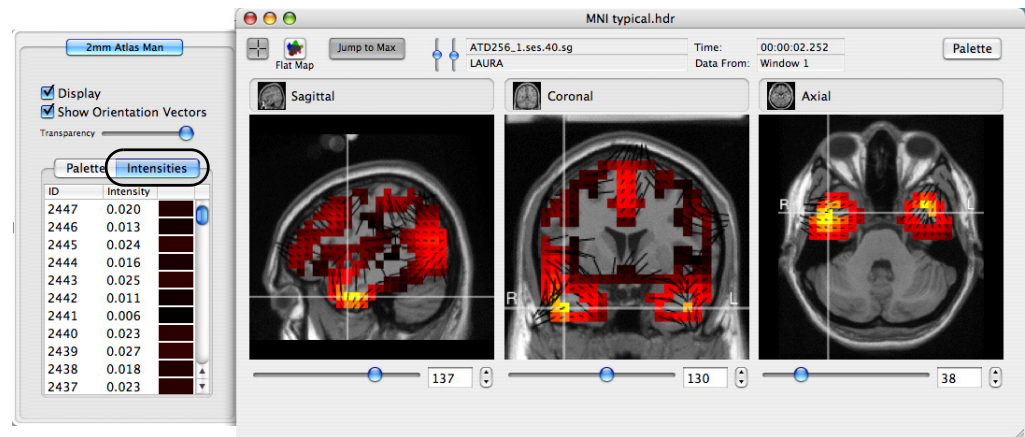 2mm Atlas Man
Display
Show Orientation Vectors
Transparency
Palette Intensities
ID Intensity
2447 0.020
2446 0.013
2445 0.024
2444 0.016
2443 0.025
2442 0.011
2441 0.006
2440 0.023
2439 0.027
2438 0.018
2437 0.023
MNI typical.hdr
Flat Map
Jump to Max
ATD256_1.ses.40.sg
LAURA
Time: 00:00:02.252
Data From: Window 1
Palette
Sagittal
Coronal
Axial
R L
R L
137
130
38